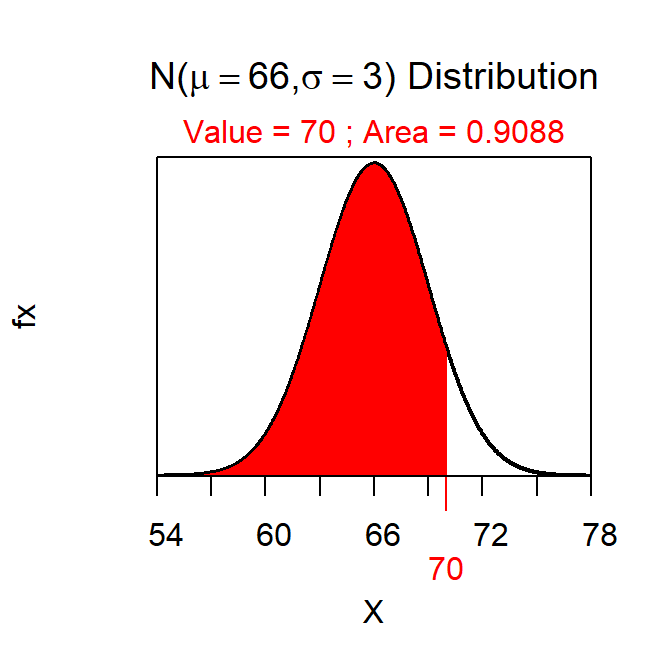 N(μ = 66,σ = 3) Distribution
Value = 70 ; Area = 0.9088
fx
54 60 66 72 78
70
X